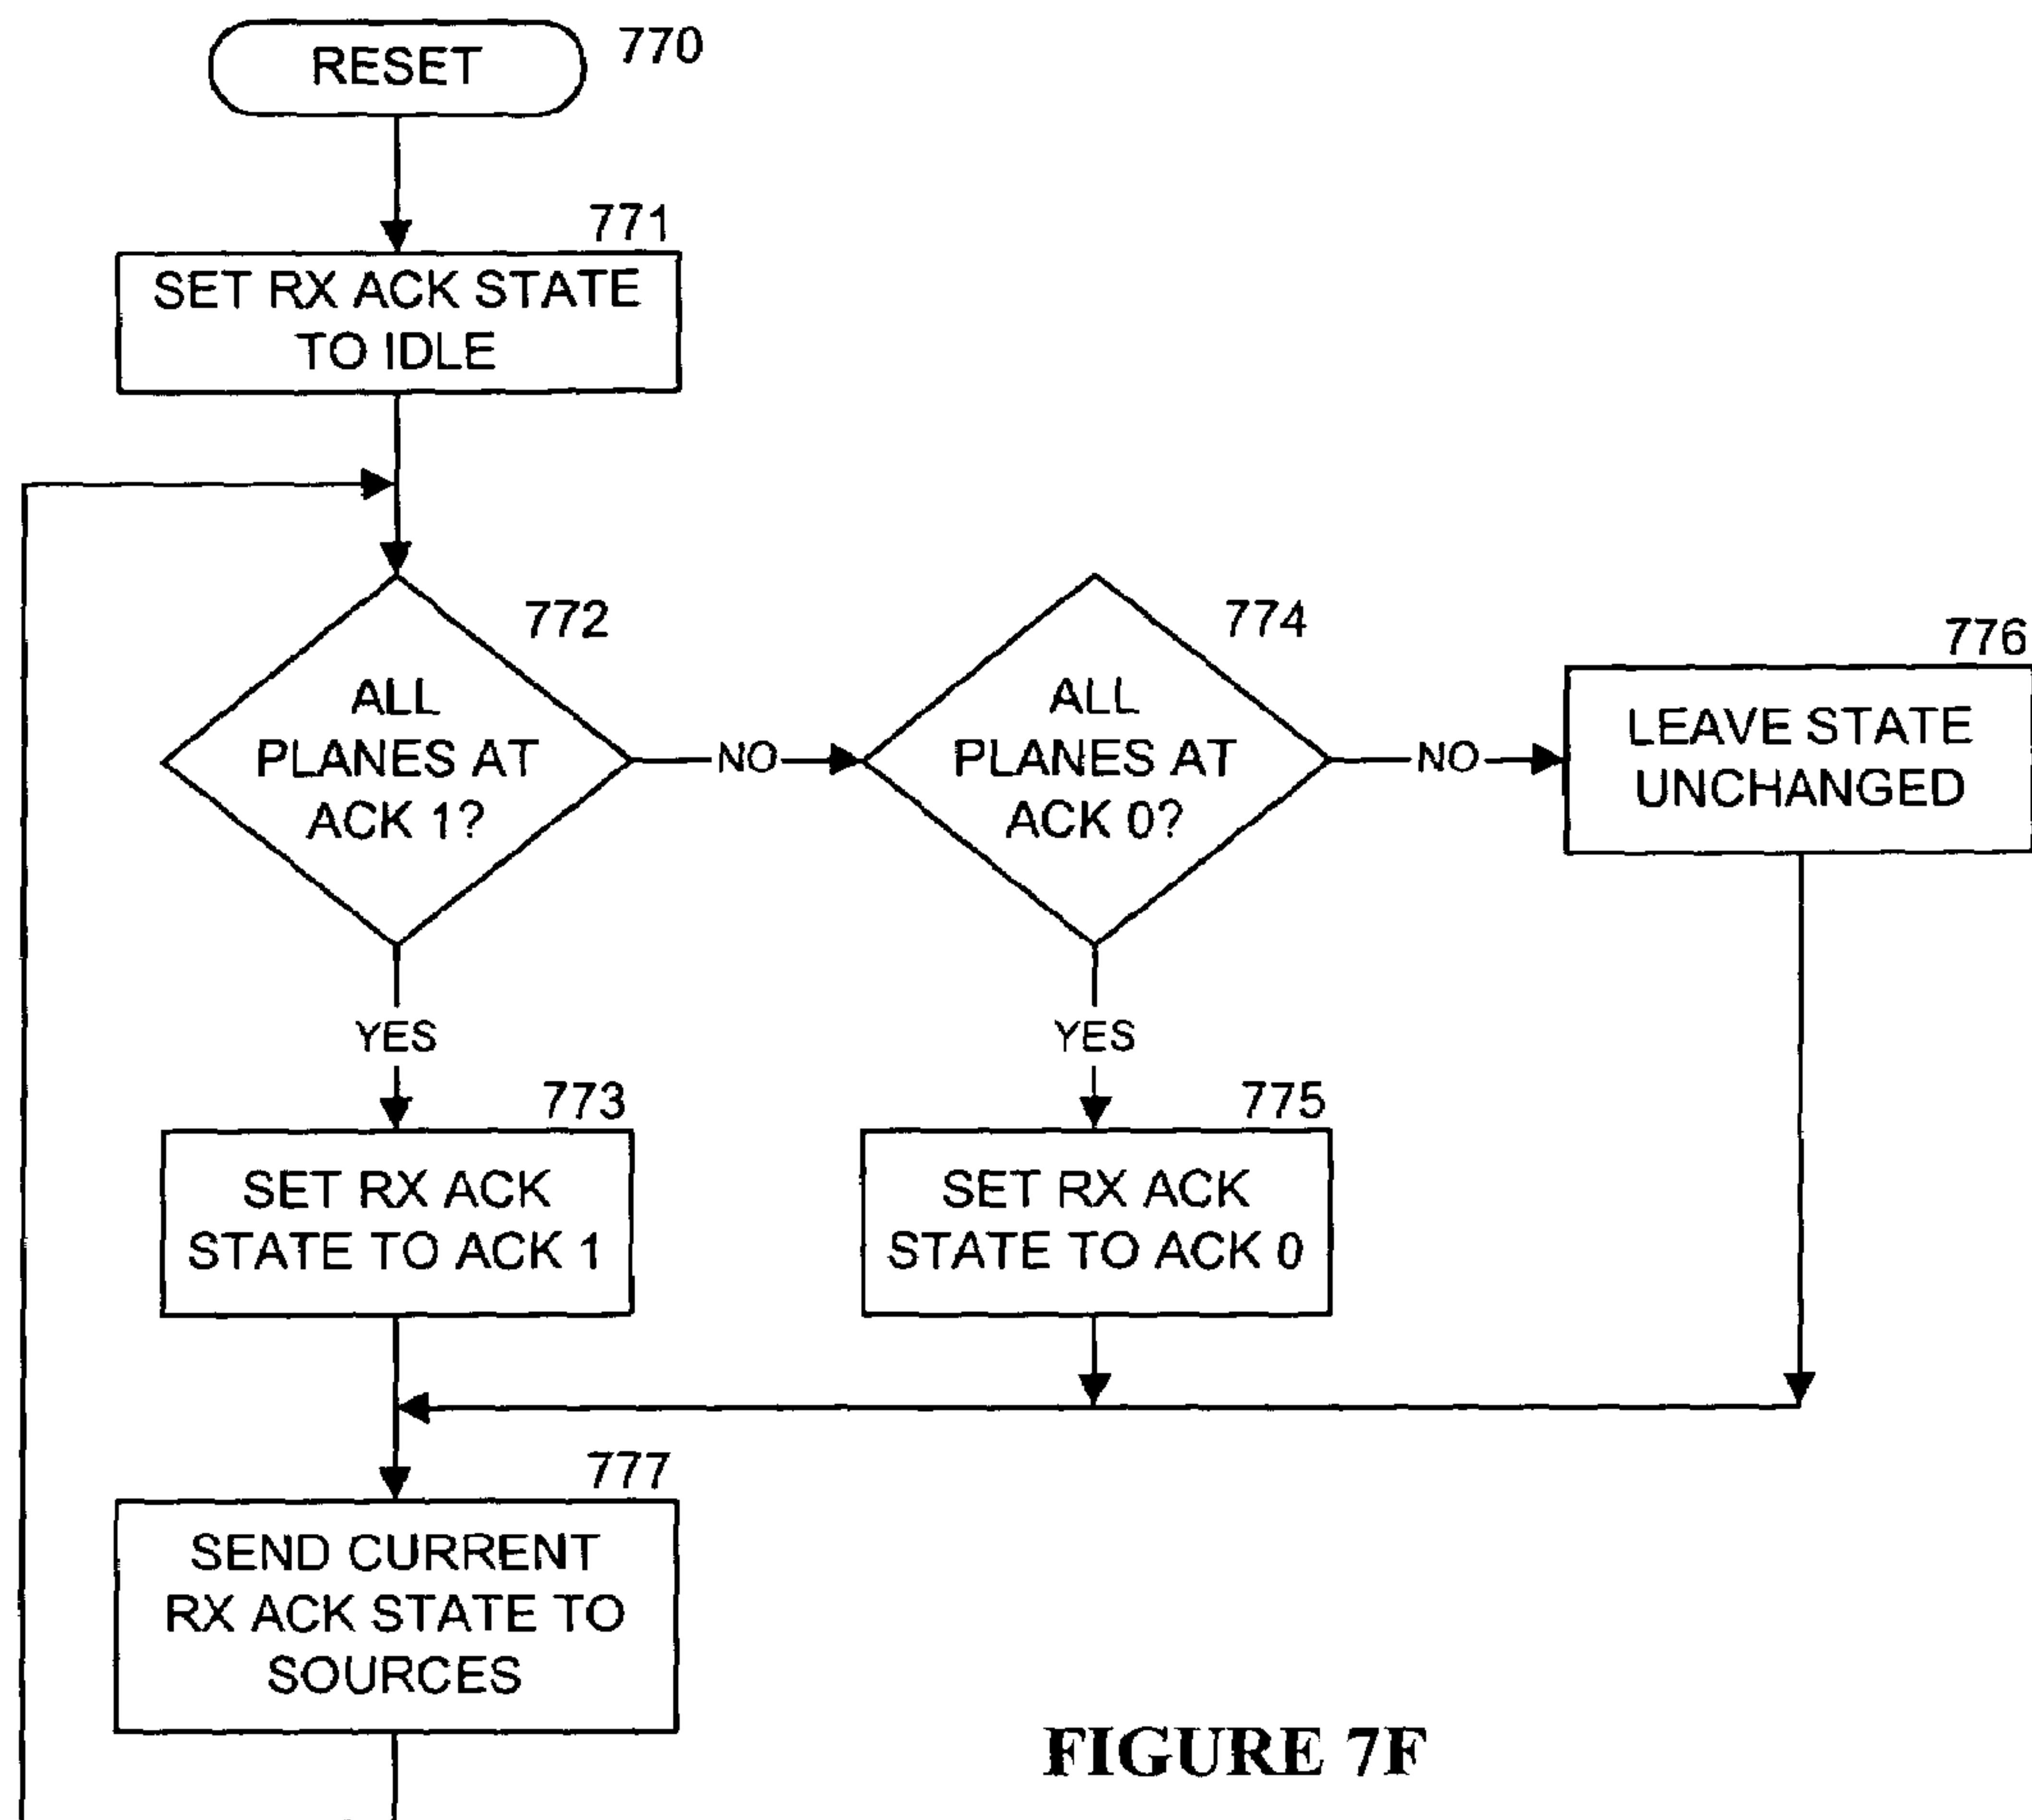 RESET
770
771
SET RX ACK STATE
TO IDLE
772
ALL
PLANES AT
ACK 1?
NO
774
ALL
PLANES AT
ACK 0?
NO
776
LEAVE STATE
UNCHANGED
YES
YES
773
SET RX ACK
STATE TO ACK 1
775
SET RX ACK
STATE TO ACK 0
777
SEND CURRENT
RX ACK STATE TO
SOURCES
FIGURE 7F